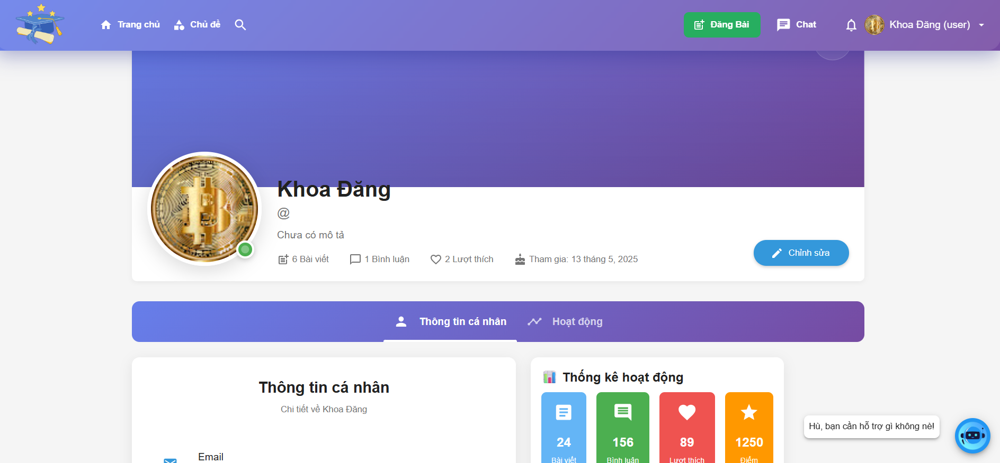 Trang chủ
Chủ đề
Đăng Bài
Chat
Khoa Đăng (user)
Khoa Đăng
@
Chưa có mô tả
6 Bài viết
1 Bình luận
2 Lượt thích
Tham gia: 13 tháng 5, 2025
Chỉnh sửa
Thông tin cá nhân
Hoạt động
Thông tin cá nhân
Chi tiết về Khoa Đăng
Email
Thống kê hoạt động
24
Bài viết
156
Bình luận
89
Lượt thích
1250
Điểm
Hù, bạn cần hỗ trợ gì không nè!